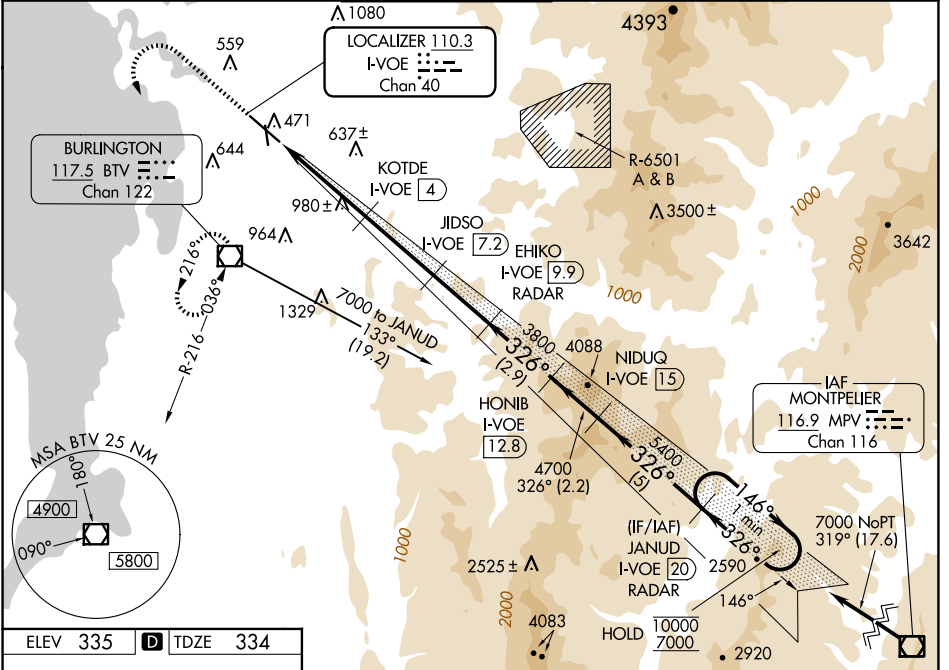 1080
4393
559
LOCALIZER 110.3
I-VOE
Chan 40
471
637±
644
BURLINGTON
117.5 BTV
Chan 122
KOTDE
I-VOE 4
R-6501
A & B
980±
3500±
1000
JIDSO
I-VOE 7.2
964
EHIKO
I-VOE 9.9
RADAR
3642
2000
216°
036°
R-216
1329
7000 to JANUD
133°
(19.2)
1000
3800
326°
(2.9)
4088
NIDUQ
I-VOE 15
HONIB
I-VOE
12.8
IAF
MONTPELIER
116.9 MPV
Chan 116
4700
326° (2.2)
5400
326°
(5)
MSA BTV 25 NM
180°
4900
090°
5800
146°
1 min
326°
7000 NoPT
319° (17.6)
(IF/IAF)
JANUD
I-VOE 20
RADAR
1000
2525±
2590
146°
2000
4083
HOLD 10000
7000
2920
ELEV 335 D TDZE 334